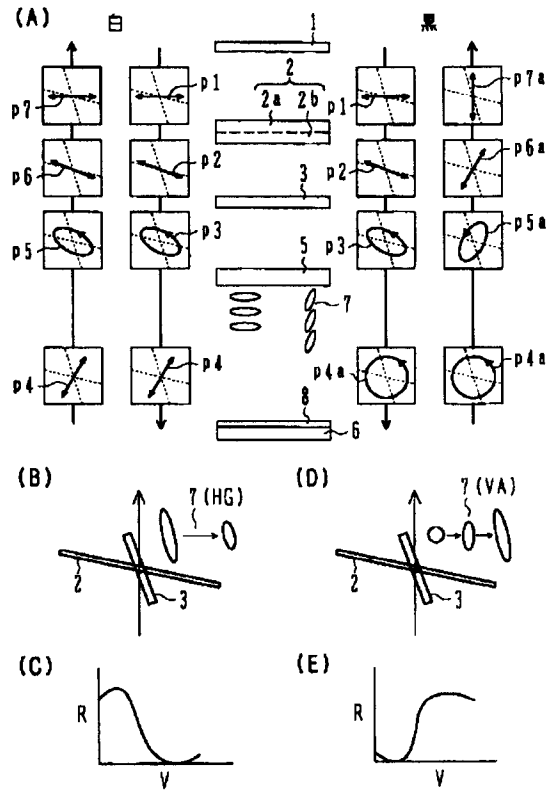 (A) 白 黒
1
2
2a 2b
p7 p1 p1 p7a
p6 p2 3 p2 p6a
p5 p3 5 p3 p5a
7
p4 p4 p4a p4a
8
6
(B) (D)
7(HG) 7(VA)
2 3 2 3
(C) (E)
R R
V V